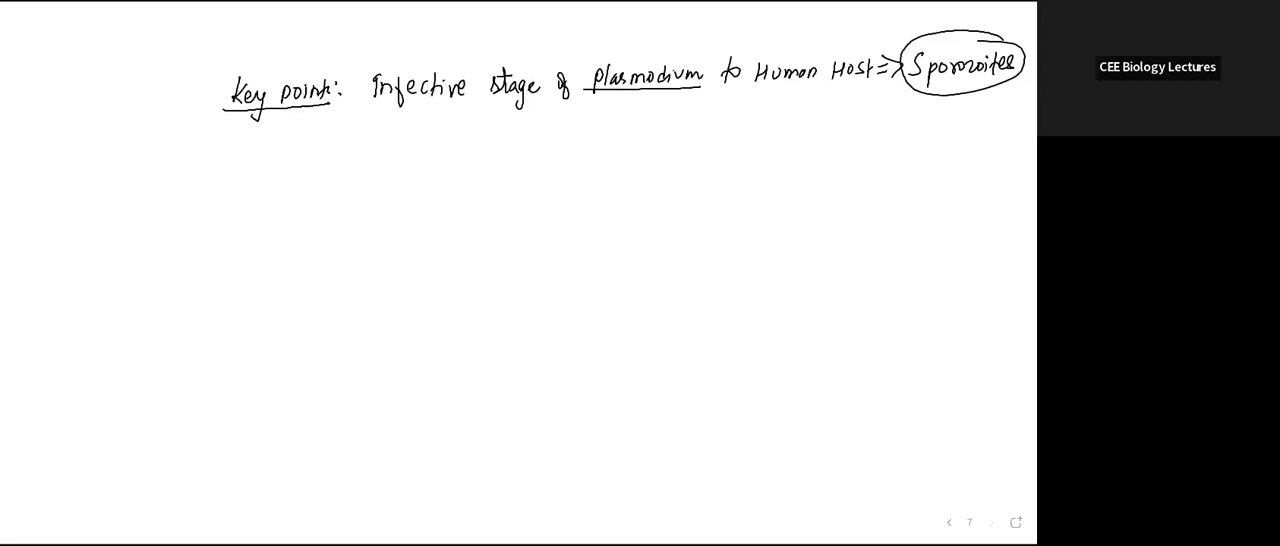 Key point: Infective stage of plasmodium to Human Host => Sporozoites
CEE Biology Lectures
< 7 >